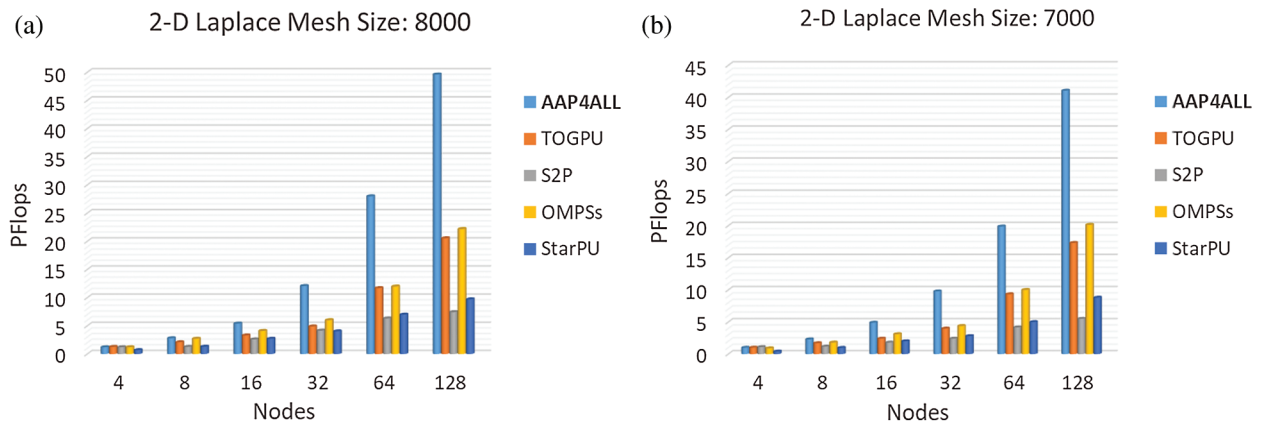 (a)
2-D Laplace Mesh Size: 8000
PFlops
50
45
40
35
30
25
20
15
10
5
0
4 8 16 32 64 128
Nodes
AAP4ALL
TOGPU
S2P
OMPSs
StarPU
(b)
2-D Laplace Mesh Size: 7000
PFlops
45
40
35
30
25
20
15
10
5
0
4 8 16 32 64 128
Nodes
AAP4ALL
TOGPU
S2P
OMPSs
StarPU